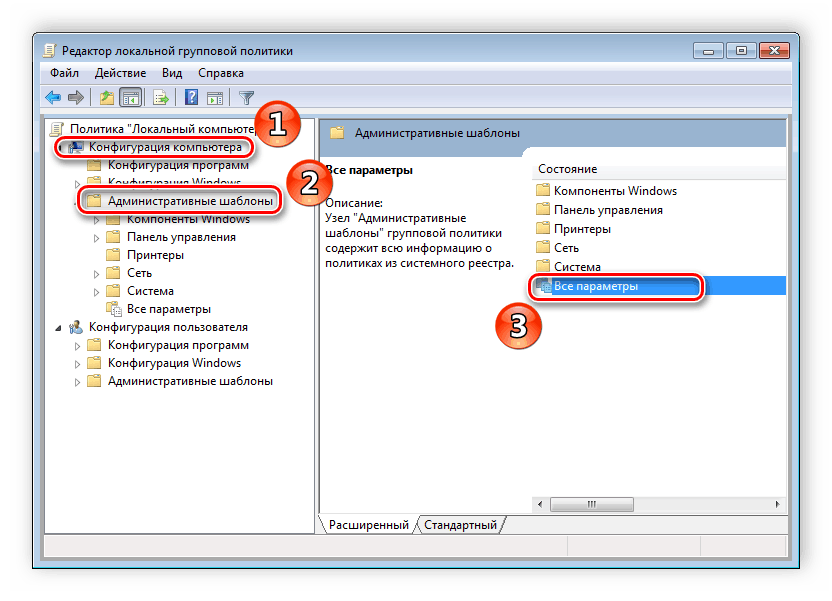 Редактор локальной групповой политики
Файл Действие Вид Справка
Политика "Локальный компьюте
1
Конфигурация компьютера
Конфигурация программ
Конфигурация Windows
2
Административные шаблоны
Компоненты Windows
Панель управления
Принтеры
Сеть
Система
Все параметры
Конфигурация пользователя
Конфигурация программ
Конфигурация Windows
Административные шаблоны
Административные шаблоны
Все параметры
Описание:
Узел "Административные
шаблоны" групповой политики
содержит всю информацию о
политиках из системного реестра.
Состояние
Компоненты Windows
Панель управления
Принтеры
Сеть
Система
Все параметры
3
Расширенный Стандартный